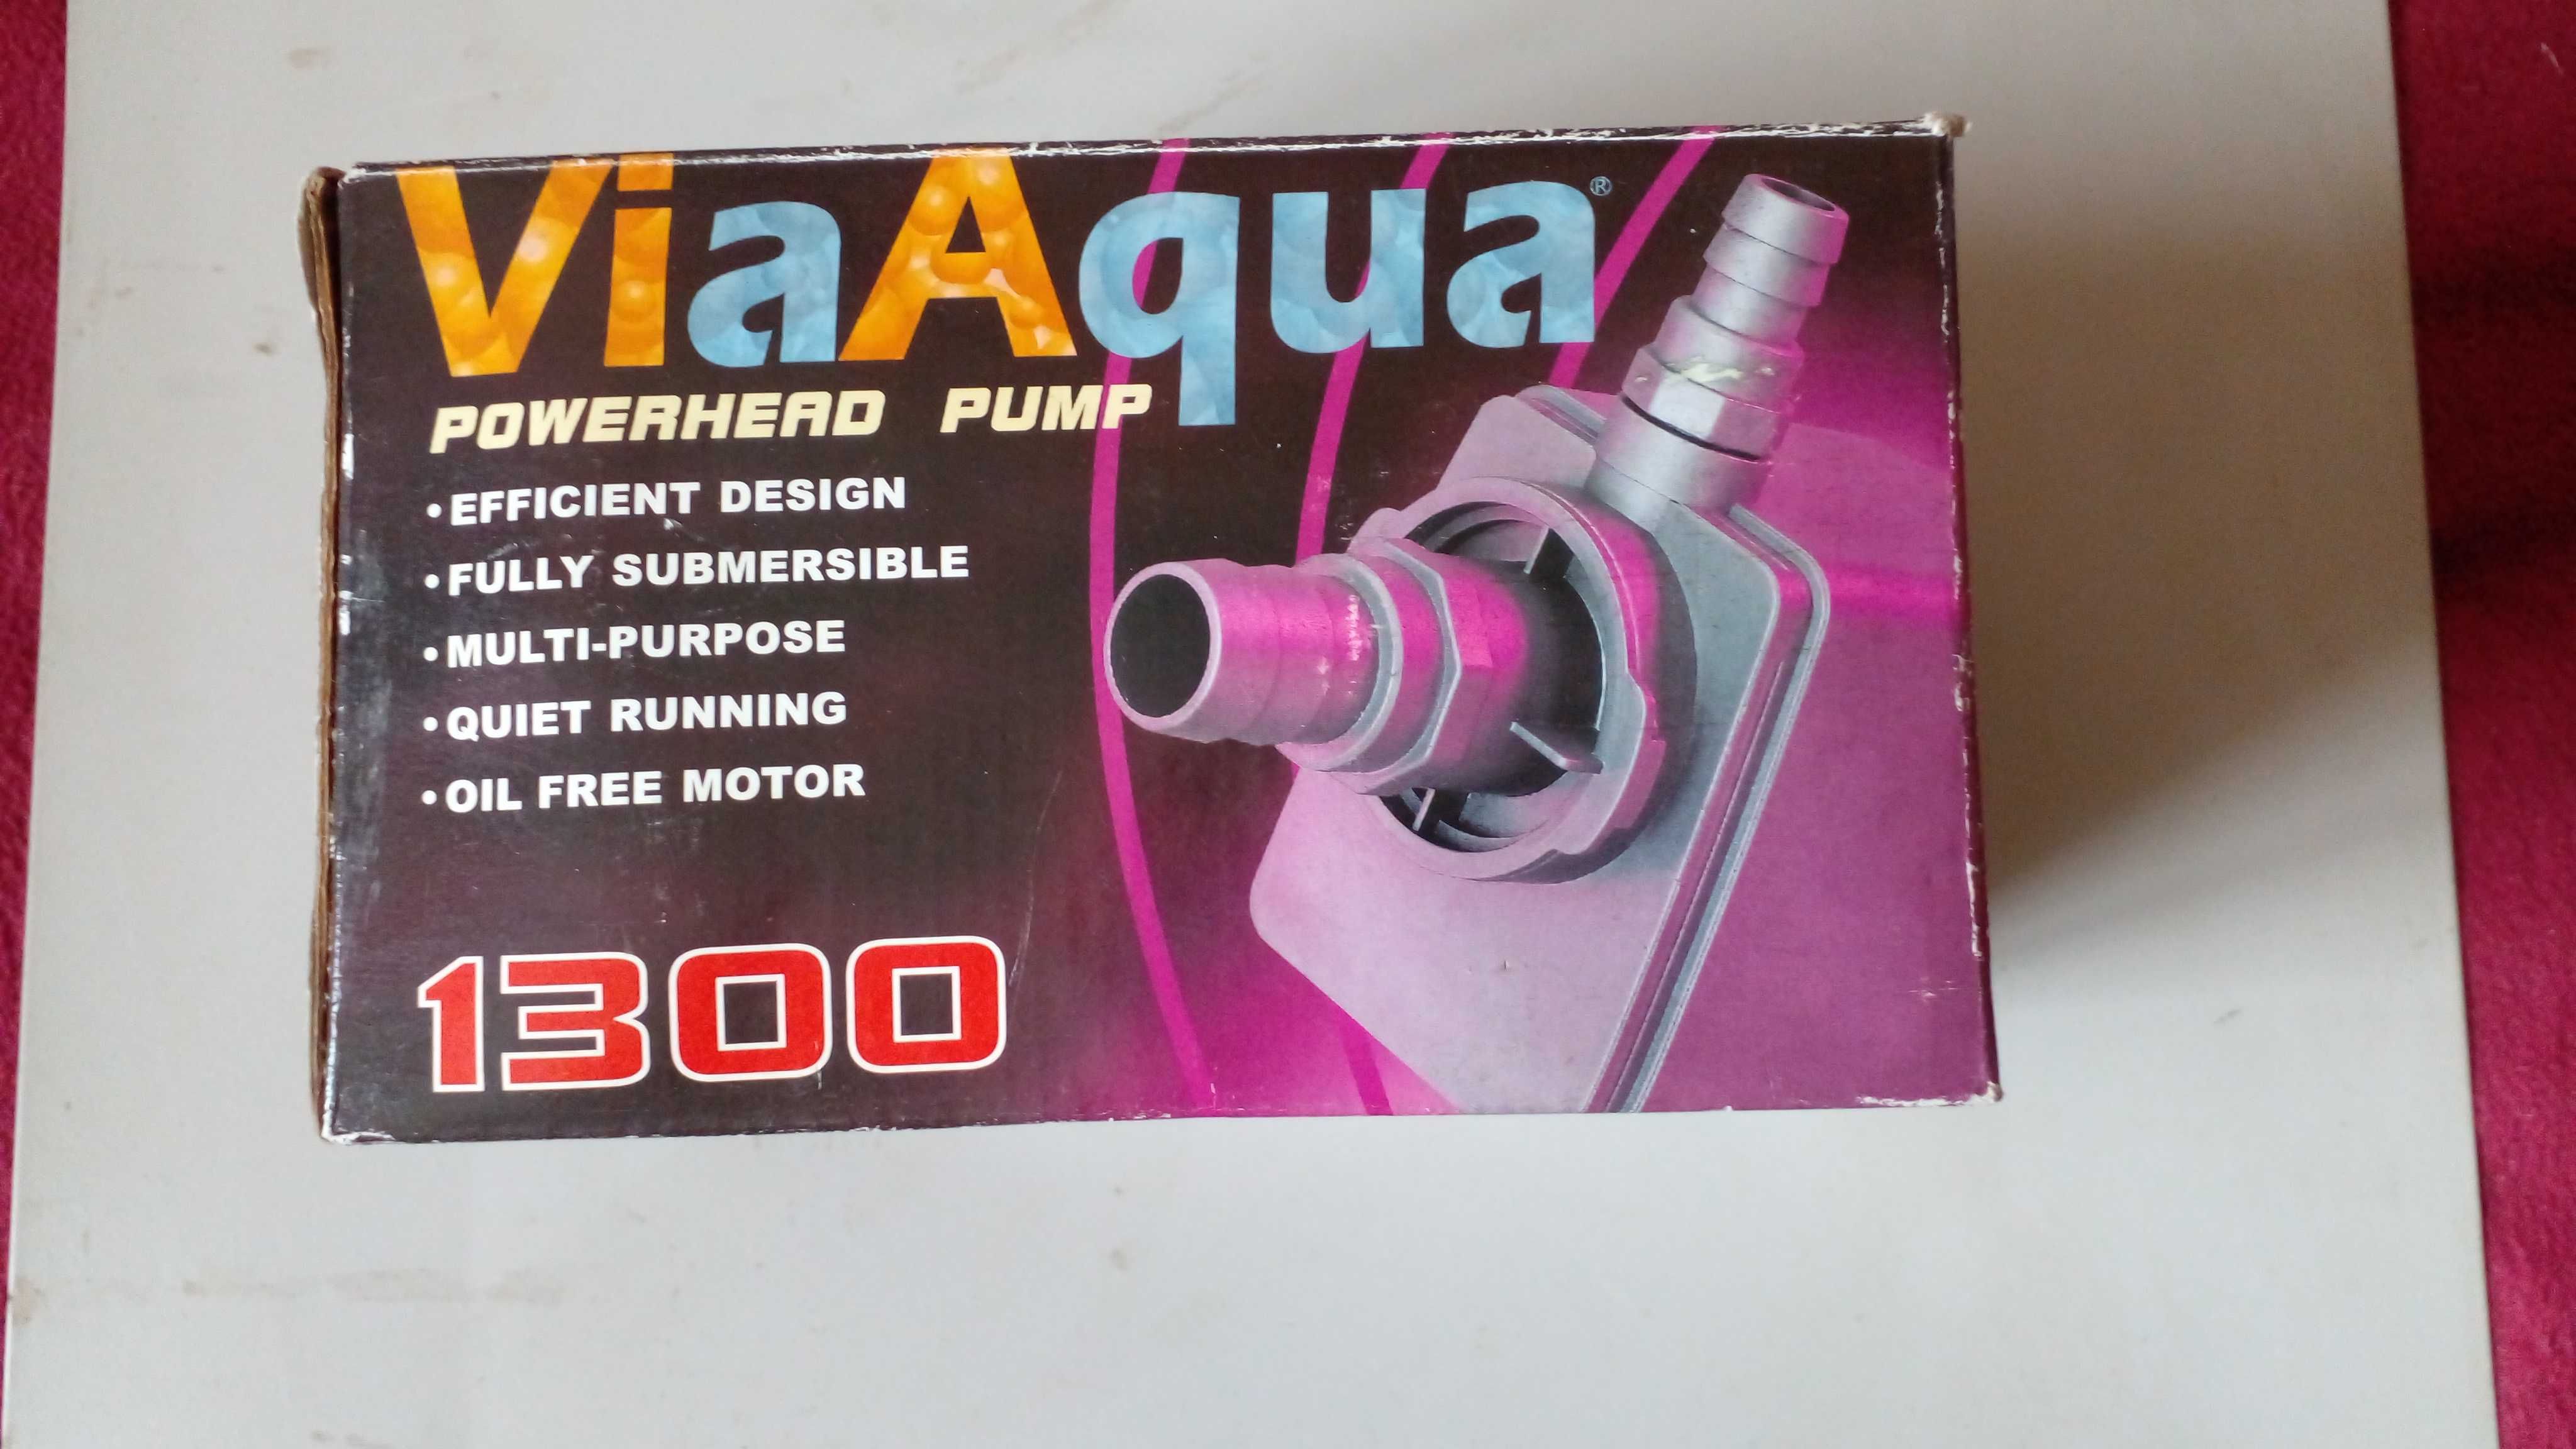 ViaAqua®
POWERHEAD PUMP
• EFFICIENT DESIGN
• FULLY SUBMERSIBLE
• MULTI-PURPOSE
• QUIET RUNNING
• OIL FREE MOTOR
1300